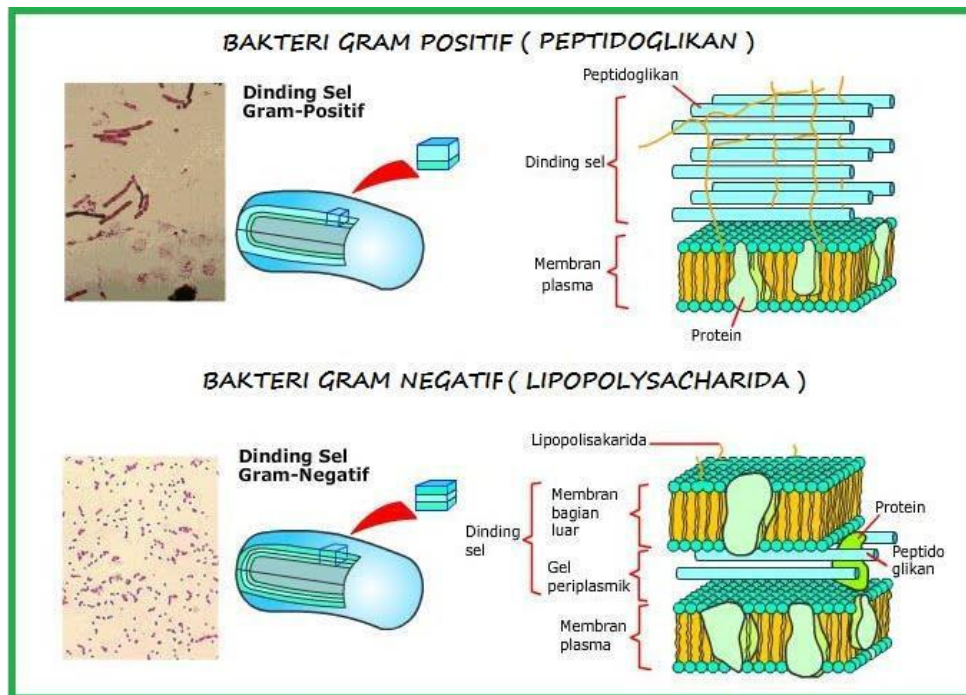 BAKTERI GRAM POSITIF ( PEPTIDOGLIKAN )
Dinding Sel
Gram-Positif
Peptidoglikan
Dinding sel
Membran
plasma
Protein
BAKTERI GRAM NEGATIF ( LIPOPOLYSACHARIDA )
Dinding Sel
Gram-Negatif
Lipopolisakarida
Membran
bagian
luar
Dinding
sel
Gel
periplasmik
Membran
plasma
Protein
Peptido
glikan